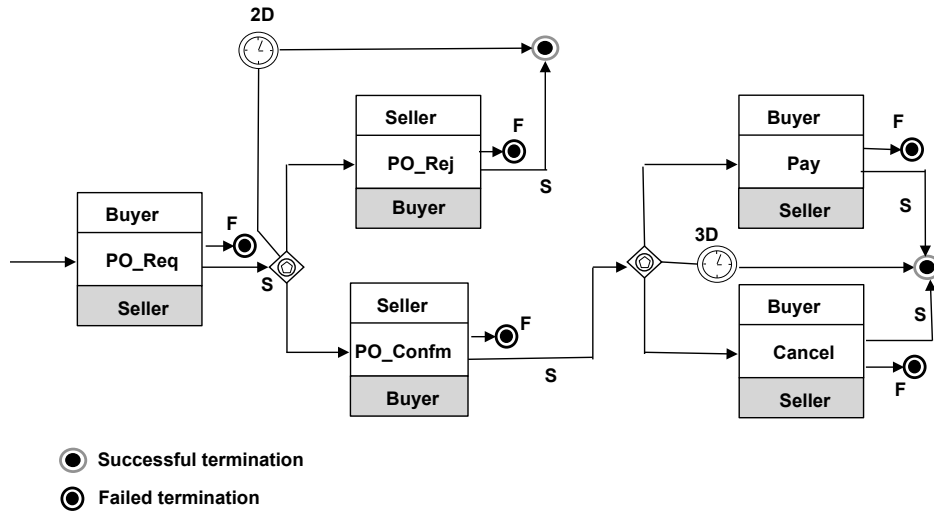 2D
Seller
PO_Rej
Buyer
F
S
Buyer
PO_Req
Seller
F
S
Seller
PO_Confm
Buyer
F
S
Buyer
Pay
Seller
F
S
3D
Buyer
Cancel
Seller
S
F
Successful termination
Failed termination